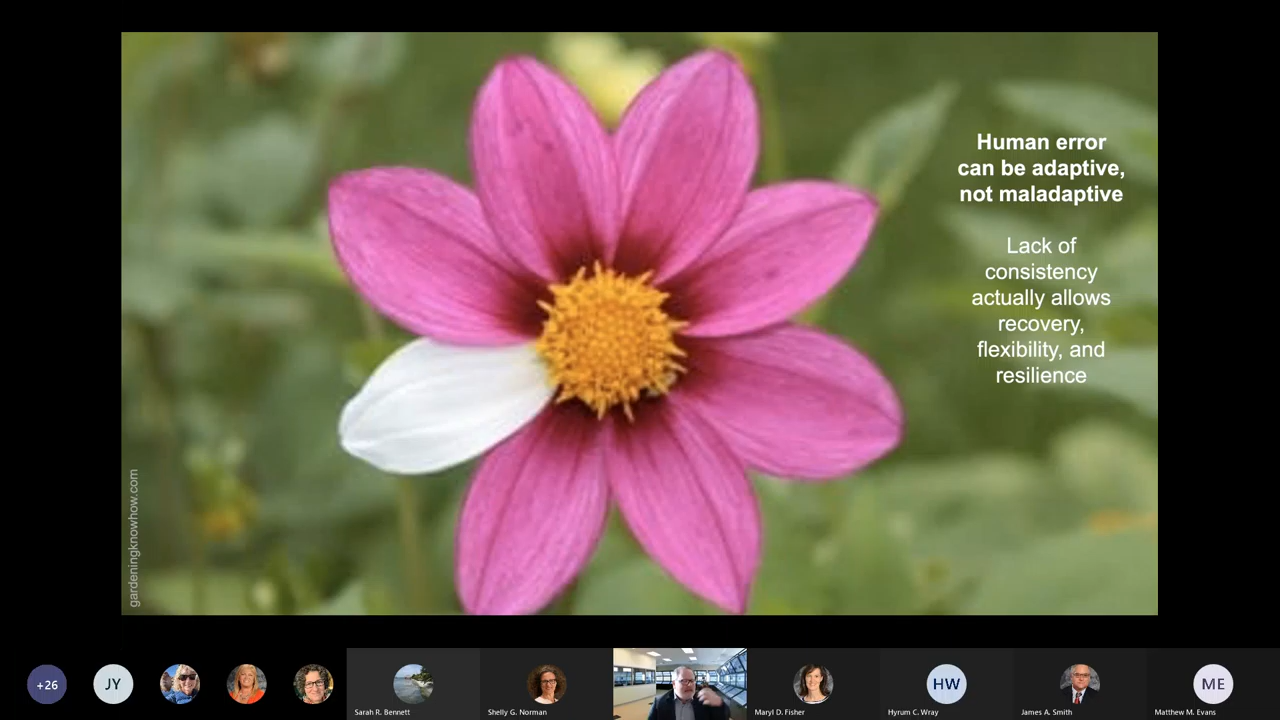 Human error
can be adaptive,
not maladaptive
Lack of
consistency
actually allows
recovery,
flexibility, and
resilience
gardeningknowhow.com
+26
JY
Sarah R. Bennett
Shelly G. Norman
Maryl D. Fisher
HW
Hyrum C. Wray
James A. Smith
ME
Matthew M. Evans